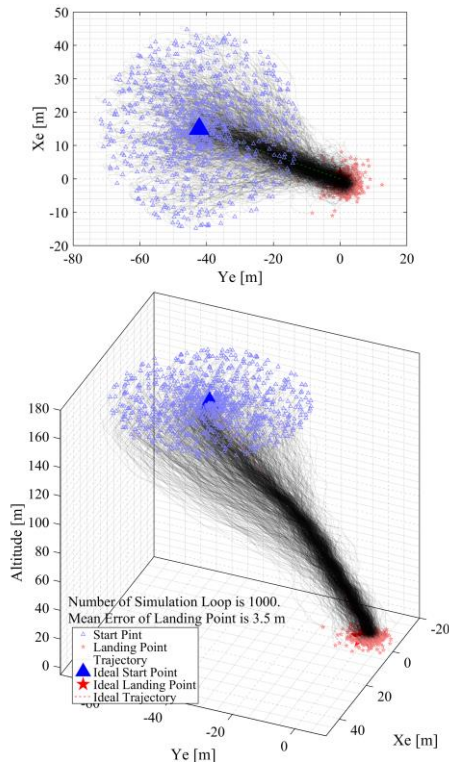 50
40
30
20
10
0
-10
-20
Xe [m]
-80
-60
-40
-20
0
20
Ye [m]
180
160
140
120
100
80
60
40
20
0
Altitude [m]
Number of Simulation Loop is 1000.
Mean Error of Landing Point is 3.5 m
Start Pint
Landing Point
Trajectory
Ideal Start Point
Ideal Landing Point
Ideal Trajectory
-60
-40
-20
0
Ye [m]
-20
0
20
40
Xe [m]